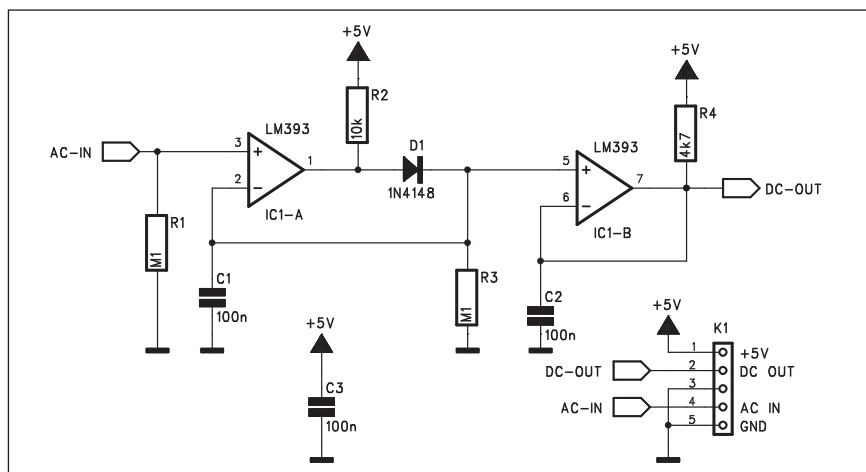 +5V
+5V
R2
10k
R4
4k7
LM393
D1
LM393
AC-IN
3
+
1
5
+
7
DC-OUT
2
−
1N4148
6
−
IC1-A
IC1-B
R1
M1
C1
100n
R3
M1
C2
100n
+5V
+5V
K1
1
+5V
DC-OUT
2
DC OUT
3
C3
100n
AC-IN
4
AC IN
5
GND